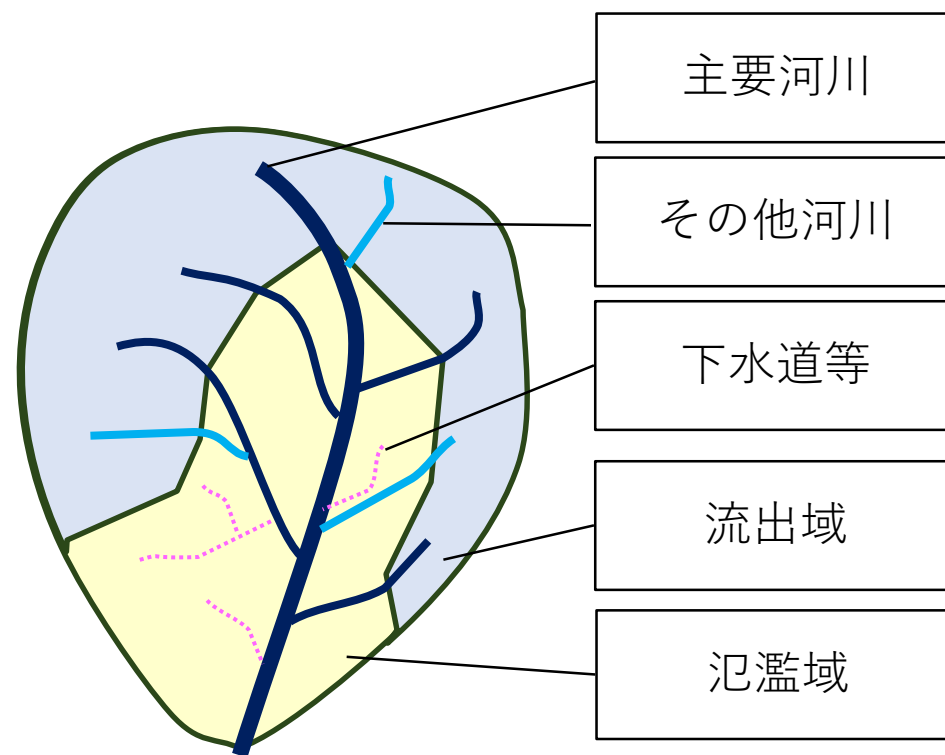 主要河川
その他河川
下水道等
流出域
氾濫域